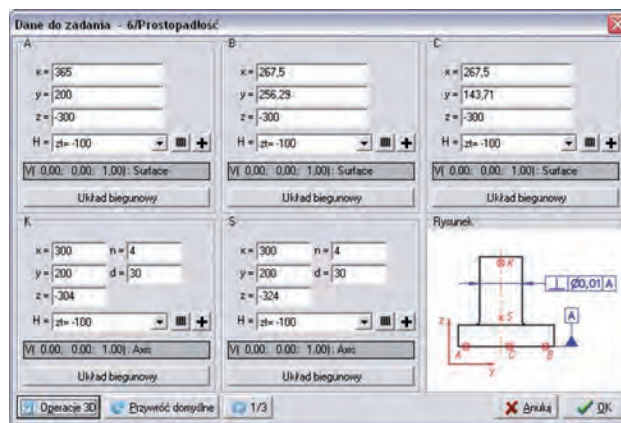 Dane do zadania - 6/Prostopadłość
A
x = 365
y = 200
z = -300
H = zt= -100
V( 0.00: 0.00: 1.00) : Surface
Układ biegunowy
B
x = 267,5
y = 256,29
z = -300
H = zt= -100
V( 0.00: 0.00: 1.00) : Surface
Układ biegunowy
C
x = 267,5
y = 143,71
z = -300
H = zt= -100
V( 0.00: 0.00: 1.00) : Surface
Układ biegunowy
K
x = 300 n = 4
y = 200 d = 30
z = -304
H = zt= -100
V( 0.00: 0.00: 1.00) : Axis
Układ biegunowy
S
x = 300 n = 4
y = 200 d = 30
z = -324
H = zt= -100
V( 0.00: 0.00: 1.00) : Axis
Układ biegunowy
Rysunek
K
⊥ Ø0,01 A
S
z
A
A C B
y
Operacje 3D
Przywróć domyślne
1/3
Anuluj
OK